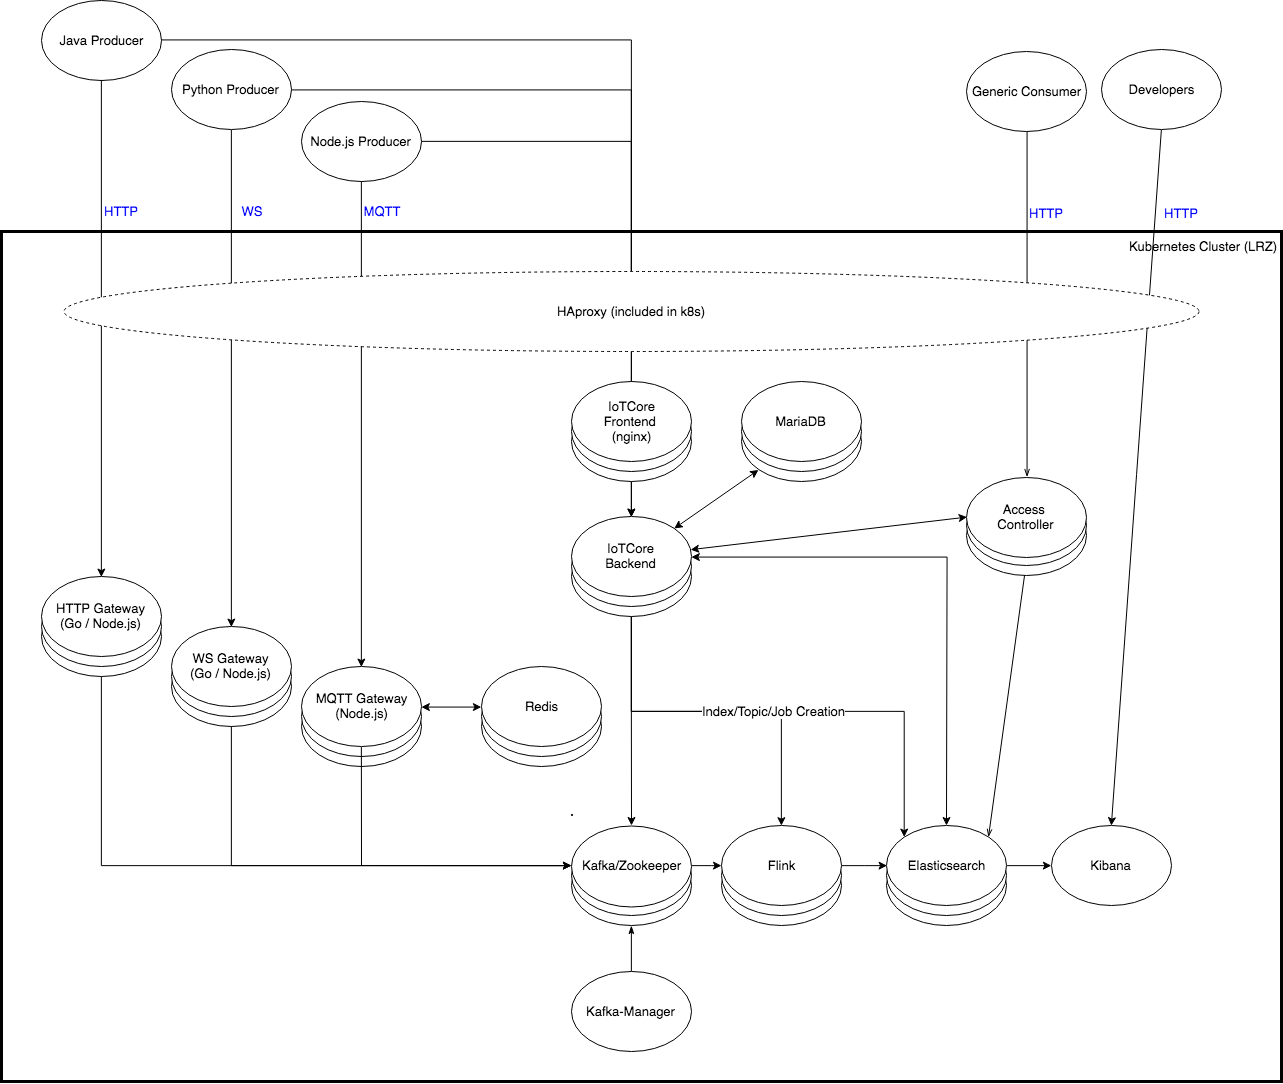 Java Producer
Python Producer
Generic Consumer
Developers
Node.js Producer
HTTP
WS
MQTT
HTTP
HTTP
Kubernetes Cluster (LRZ)
HAproxy (included in k8s)
IoTCore
Frontend
(nginx)
MariaDB
Access
Controller
IoTCore
Backend
HTTP Gateway
(Go / Node.js)
WS Gateway
(Go / Node.js)
MQTT Gateway
(Node.js)
Redis
Index/Topic/Job Creation
Kafka/Zookeeper
Flink
Elasticsearch
Kibana
Kafka-Manager